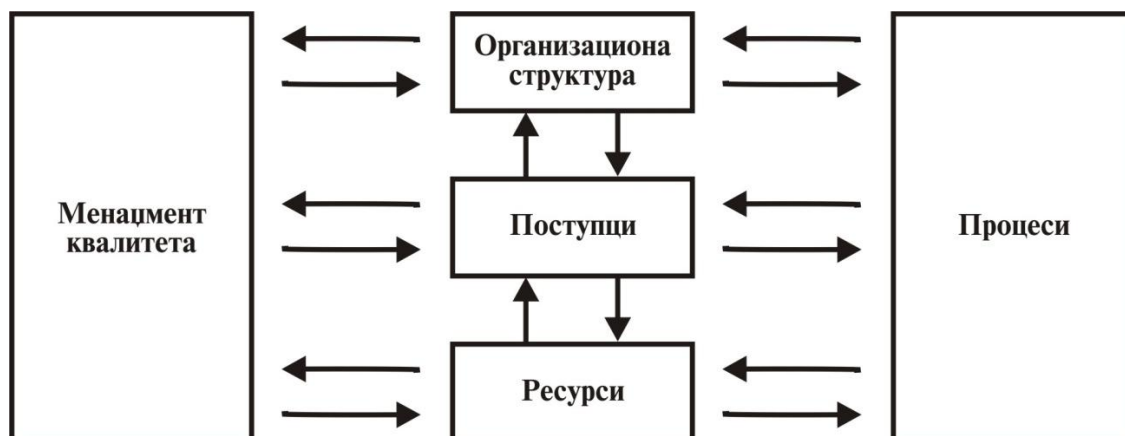 Организациона
структура
Менаџмент
квалитета
Поступци
Процеси
Ресурси